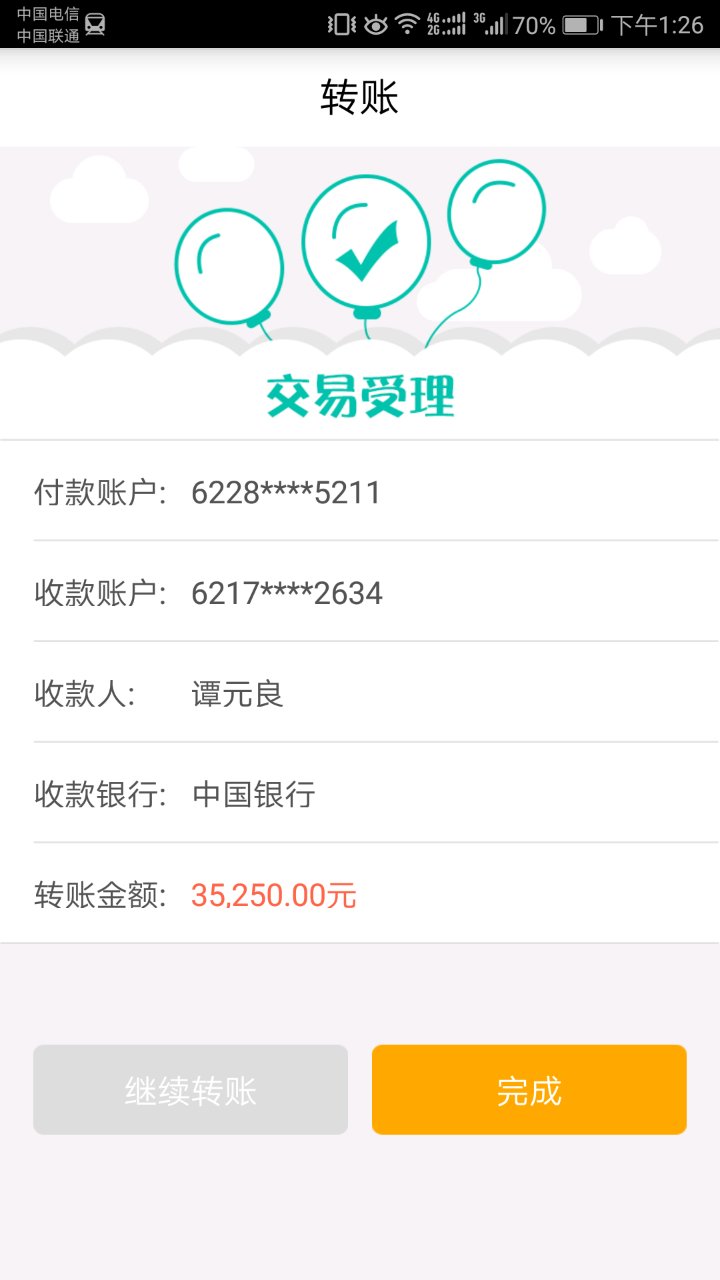 中国电信
中国联通
4G 2G 3G 70% 下午1:26
转账
交易受理
付款账户: 6228****5211
收款账户: 6217****2634
收款人: 谭元良
收款银行: 中国银行
转账金额: 35,250.00元
继续转账 完成